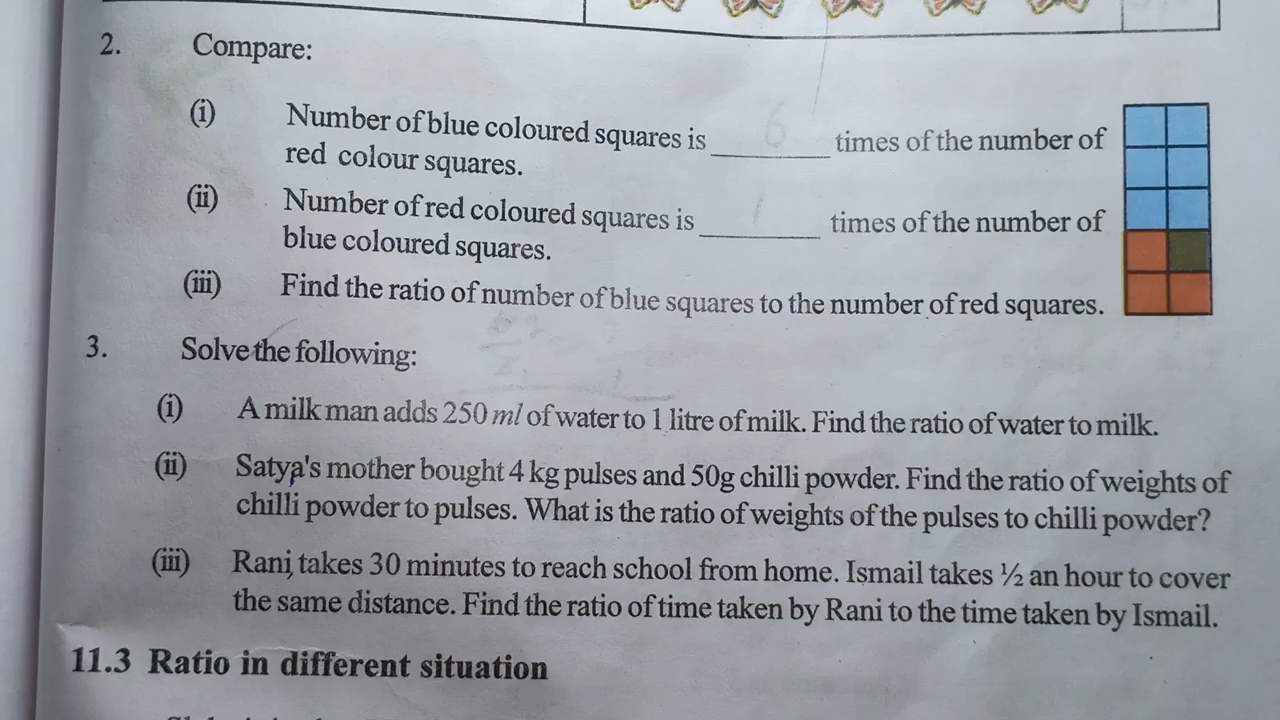 2. Compare:
(i) Number of blue coloured squares is 6 times of the number of
red colour squares.
(ii) Number of red coloured squares is ________ times of the number of
blue coloured squares.
(iii) Find the ratio of number of blue squares to the number of red squares.
3. Solve the following:
(i) A milk man adds 250 ml of water to 1 litre of milk. Find the ratio of water to milk.
(ii) Satya's mother bought 4 kg pulses and 50g chilli powder. Find the ratio of weights of
chilli powder to pulses. What is the ratio of weights of the pulses to chilli powder?
(iii) Rani takes 30 minutes to reach school from home. Ismail takes ½ an hour to cover
the same distance. Find the ratio of time taken by Rani to the time taken by Ismail.
11.3 Ratio in different situation